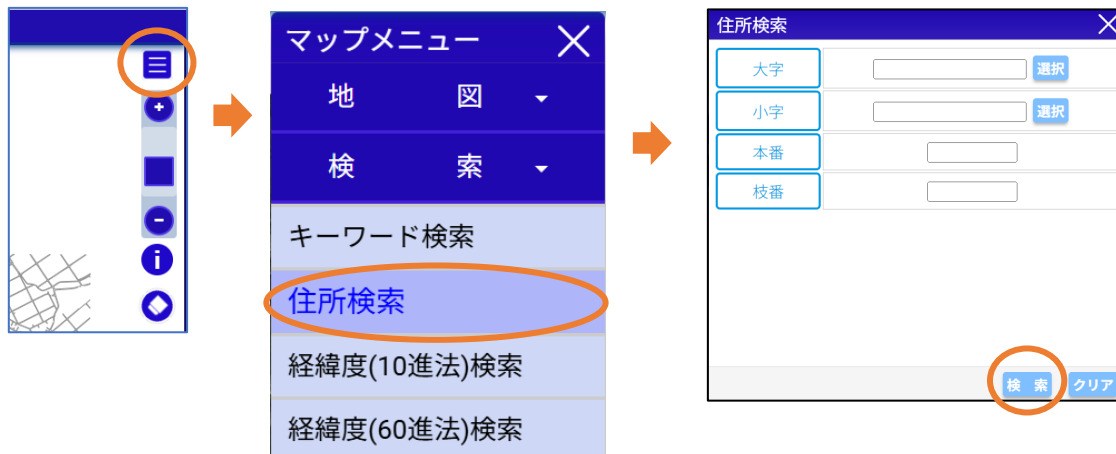 マップメニュー
地 図
検 索
キーワード検索
住所検索
経緯度(10進法)検索
経緯度(60進法)検索
住所検索
大字 選択
小字 選択
本番
枝番
検 索 クリア